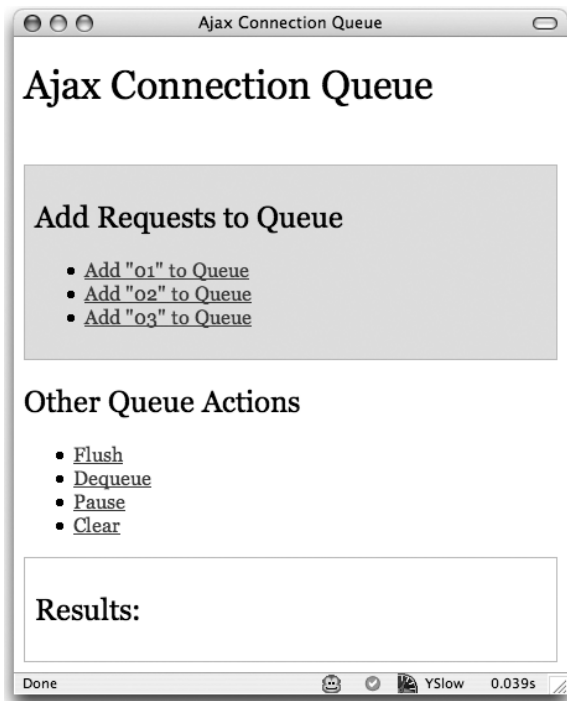 Ajax Connection Queue
Ajax Connection Queue
Add Requests to Queue
• Add "01" to Queue
• Add "02" to Queue
• Add "03" to Queue
Other Queue Actions
• Flush
• Dequeue
• Pause
• Clear
Results:
Done YSlow 0.039s